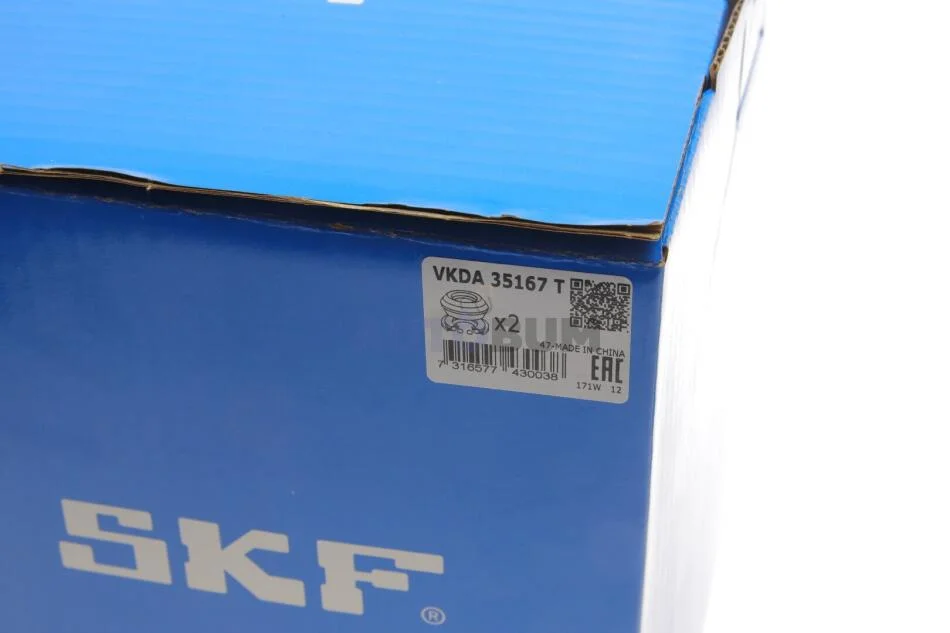 VKDA 35167 T
x2
47-MADE IN CHINA
7 316577 430038
EAC
171W 12
SKF®